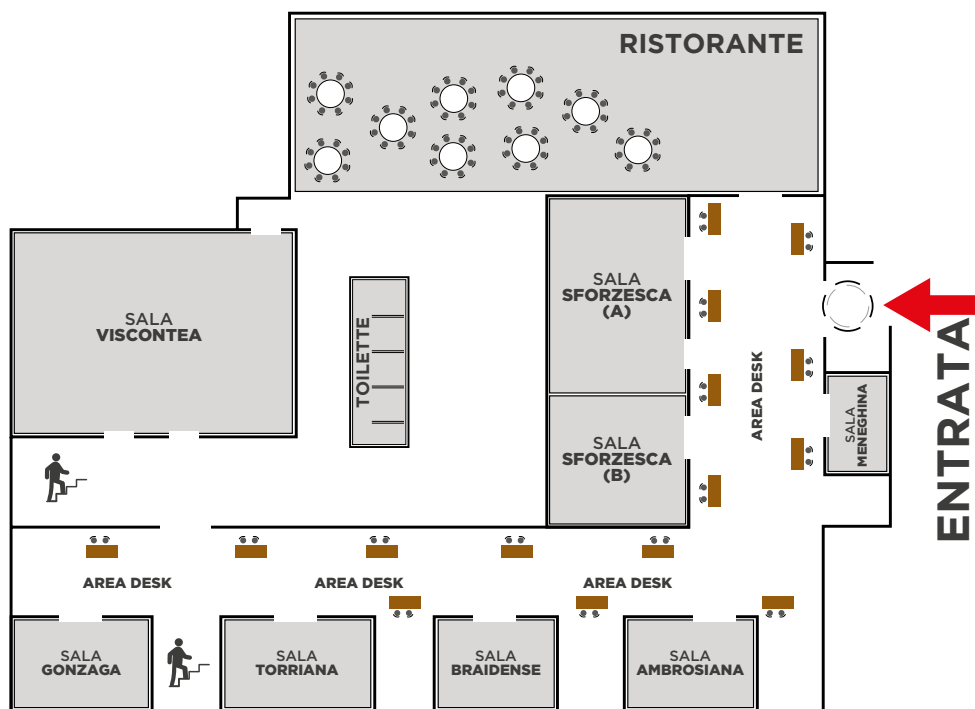 RISTORANTE
SALA
VISCONTEA
TOILETTE
SALA
SFORZESCA
(A)
SALA
SFORZESCA
(B)
AREA DESK
SALA
MENEGHINA
ENTRATA
AREA DESK
AREA DESK
AREA DESK
SALA
GONZAGA
SALA
TORRIANA
SALA
BRAIDENSE
SALA
AMBROSIANA